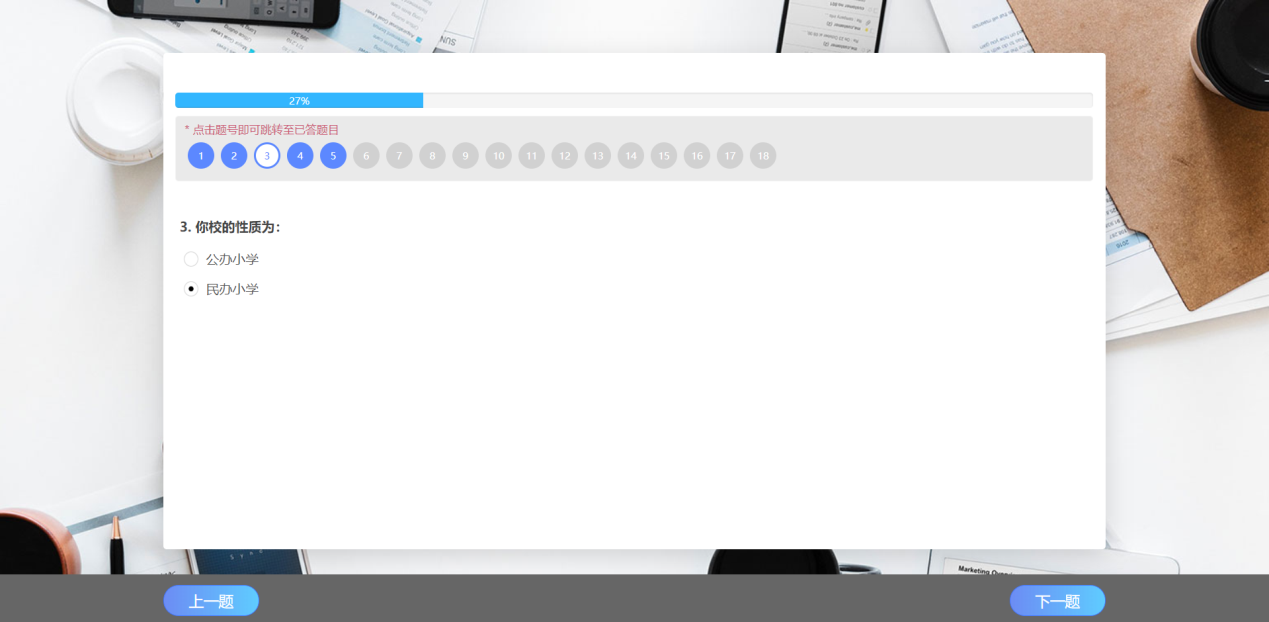 27%
* 点击题号即可跳转至已答题目
1 2 3 4 5 6 7 8 9 10 11 12 13 14 15 16 17 18
3. 你校的性质为：
公办小学
民办小学
Marketing
上一题
下一题